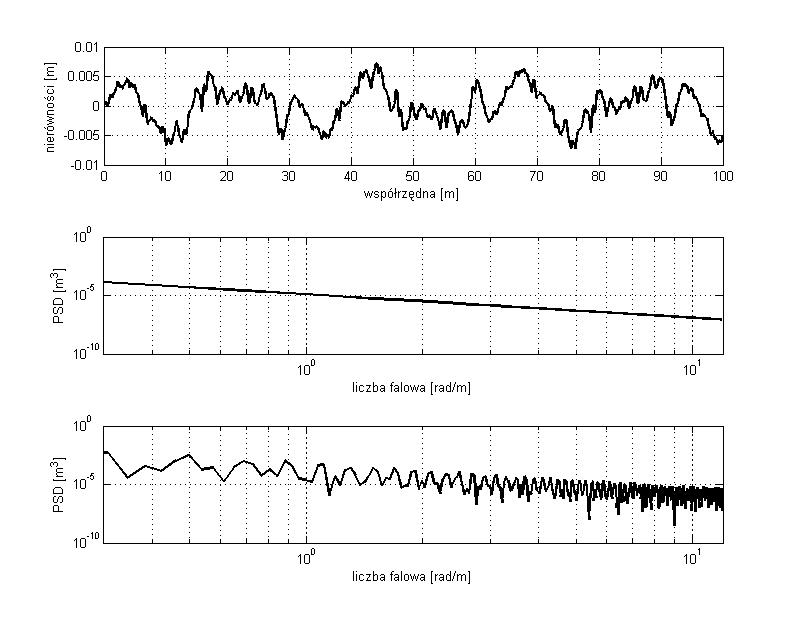 0.01
0.005
0
-0.005
-0.01
nierówności [m]
0 10 20 30 40 50 60 70 80 90 100
współrzędna [m]
10^0
10^-5
10^-10
PSD [m^3]
10^0 10^1
liczba falowa [rad/m]
10^0
10^-5
10^-10
PSD [m^3]
10^0 10^1
liczba falowa [rad/m]